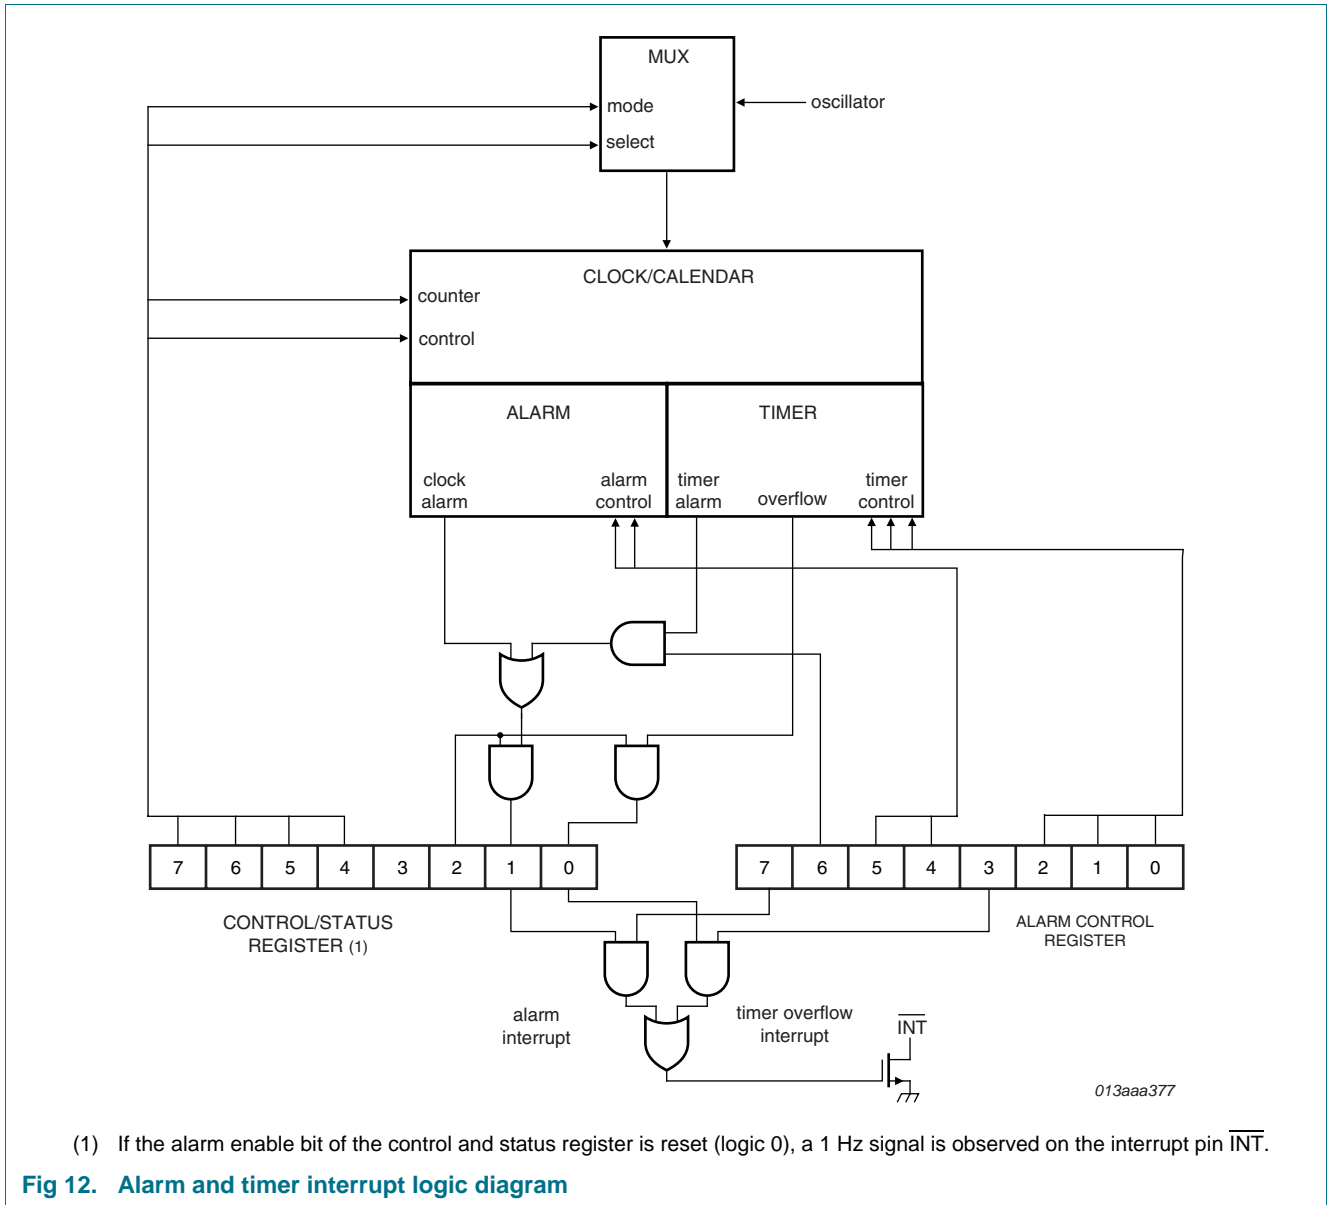 MUX
mode
oscillator
select
CLOCK/CALENDAR
counter
control
ALARM
TIMER
clock
alarm
alarm
control
timer
alarm
overflow
timer
control
7 6 5 4 3 2 1 0
7 6 5 4 3 2 1 0
CONTROL/STATUS
REGISTER (1)
ALARM CONTROL
REGISTER
alarm
interrupt
timer overflow
interrupt
INT
013aaa377
(1) If the alarm enable bit of the control and status register is reset (logic 0), a 1 Hz signal is observed on the interrupt pin INT.
Fig 12. Alarm and timer interrupt logic diagram